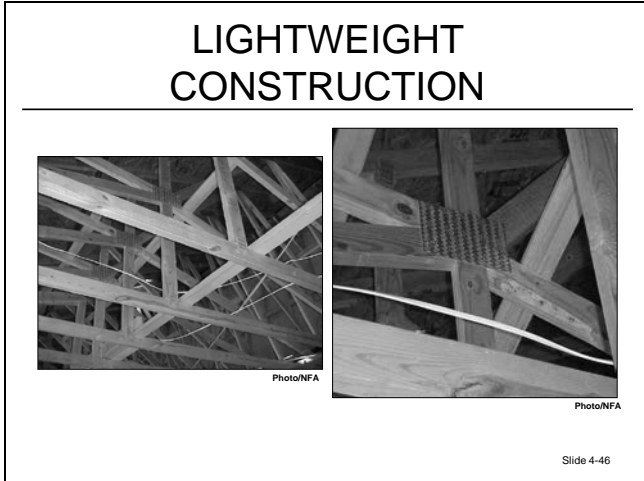 LIGHTWEIGHT
CONSTRUCTION
Photo/NFA
Photo/NFA
Slide 4-46